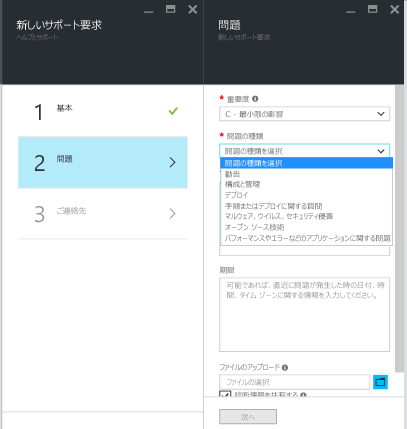 新しいサポート要求
ヘルプとサポート
1 基本
2 問題
3 ご連絡先
問題
新しいサポート要求
* 重要度
C - 最小限の影響
* 問題の種類
問題の種類を選択
問題の種類を選択
勧告
構成と管理
デプロイ
手順またはデプロイに関する質問
マルウェア、ウイルス、セキュリティ侵害
オープン ソース技術
パフォーマンスやエラーなどのアプリケーションに関する問題
期間
可能であれば、直近に問題が発生した時の日付、時
間、タイム ゾーンに関する情報を入力してください。
ファイルのアップロード
ファイルの選択
診断情報を共有する
次へ